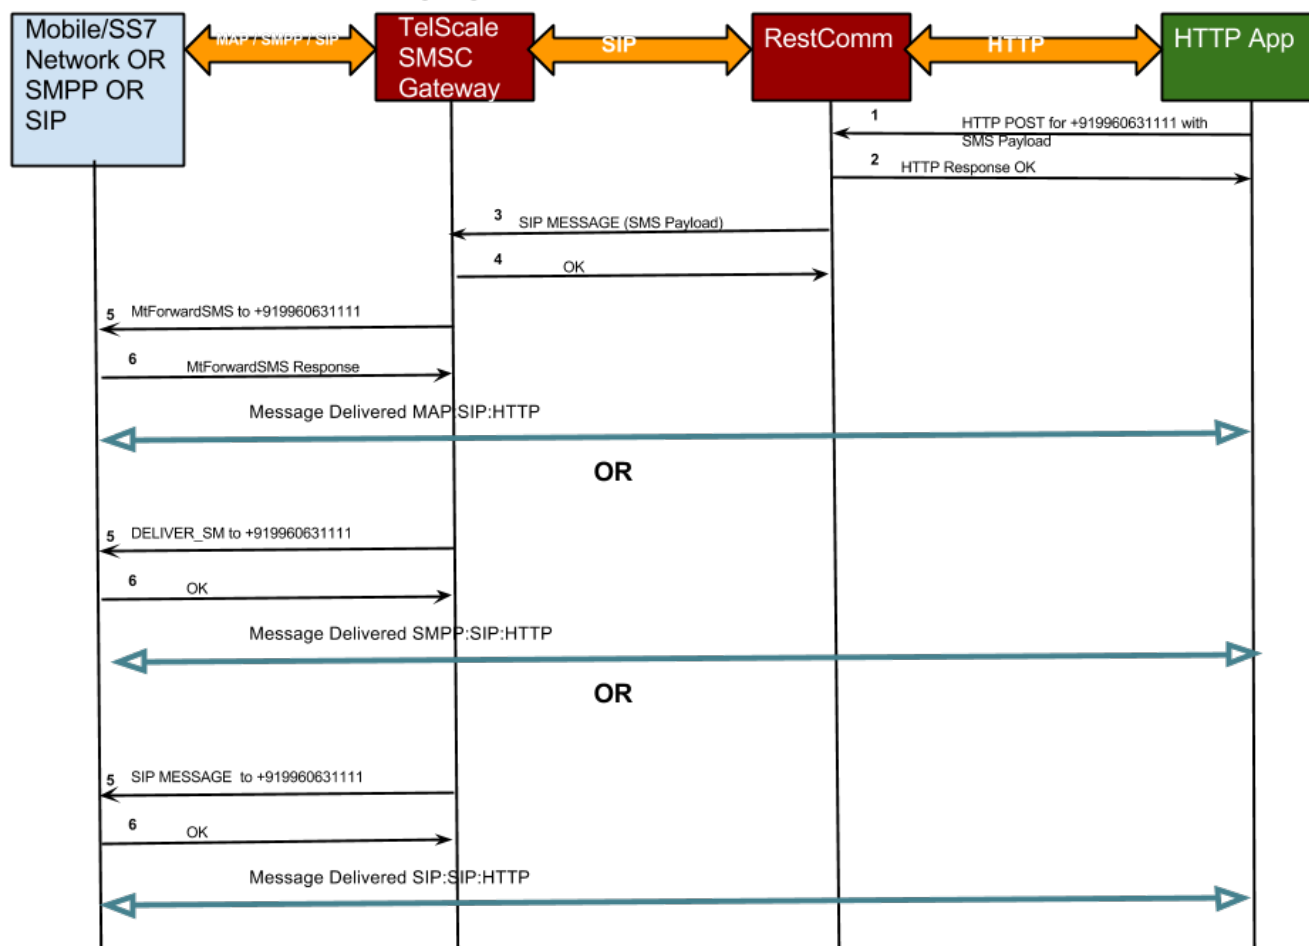 Mobile/SS7
Network OR
SMPP OR
SIP
MAP / SMPP / SIP
TelScale
SMSC
Gateway
SIP
RestComm
HTTP
HTTP App
1
HTTP POST for +919960631111 with
SMS Payload
2
HTTP Response OK
3
SIP MESSAGE (SMS Payload)
4
OK
5
MtForwardSMS to +919960631111
6
MtForwardSMS Response
Message Delivered MAP:SIP:HTTP
OR
5
DELIVER_SM to +919960631111
6
OK
Message Delivered SMPP:SIP:HTTP
OR
5
SIP MESSAGE to +919960631111
6
OK
Message Delivered SIP:SIP:HTTP